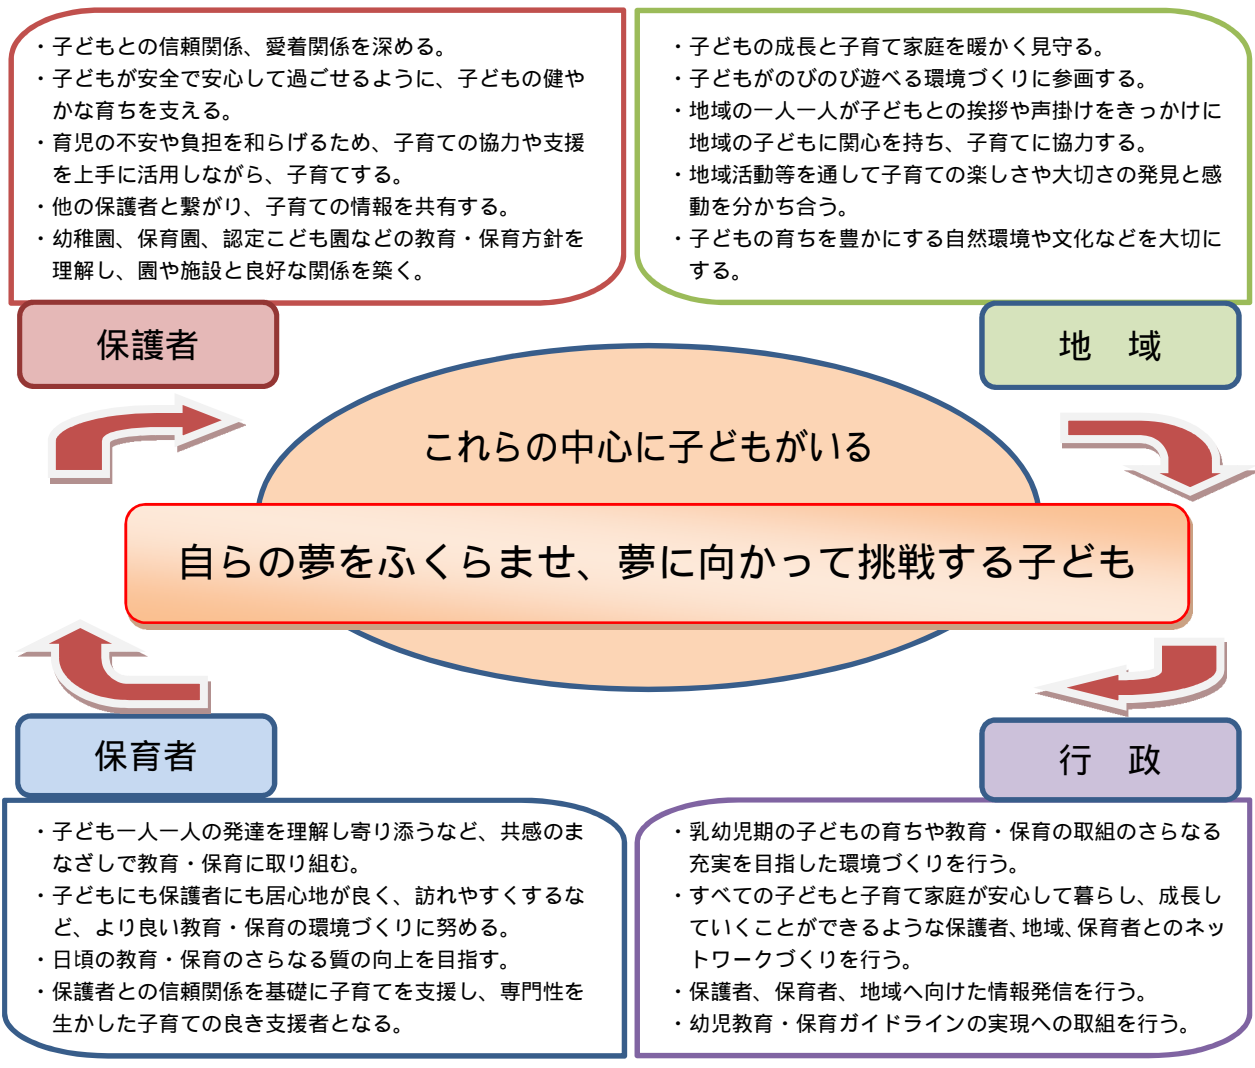 ・子どもとの信頼関係、愛着関係を深める。
・子どもが安全で安心して過ごせるように、子どもの健や
かな育ちを支える。
・育児の不安や負担を和らげるため、子育ての協力や支援
を上手に活用しながら、子育てする。
・他の保護者と繋がり、子育ての情報を共有する。
・幼稚園、保育園、認定こども園などの教育・保育方針を
理解し、園や施設と良好な関係を築く。
保護者
・子どもの成長と子育て家庭を暖かく見守る。
・子どもがのびのび遊べる環境づくりに参画する。
・地域の一人一人が子どもとの挨拶や声掛けをきっかけに
地域の子どもに関心を持ち、子育てに協力する。
・地域活動等を通して子育ての楽しさや大切さの発見と感
動を分かち合う。
・子どもの育ちを豊かにする自然環境や文化などを大切に
する。
地　域
これらの中心に子どもがいる
自らの夢をふくらませ、夢に向かって挑戦する子ども
保育者
・子ども一人一人の発達を理解し寄り添うなど、共感のま
なざしで教育・保育に取り組む。
・子どもにも保護者にも居心地が良く、訪れやすくするな
ど、より良い教育・保育の環境づくりに努める。
・日頃の教育・保育のさらなる質の向上を目指す。
・保護者との信頼関係を基礎に子育てを支援し、専門性を
生かした子育ての良き支援者となる。
行　政
・乳幼児期の子どもの育ちや教育・保育の取組のさらなる
充実を目指した環境づくりを行う。
・すべての子どもと子育て家庭が安心して暮らし、成長し
ていくことができるような保護者、地域、保育者とのネッ
トワークづくりを行う。
・保護者、保育者、地域へ向けた情報発信を行う。
・幼児教育・保育ガイドラインの実現への取組を行う。